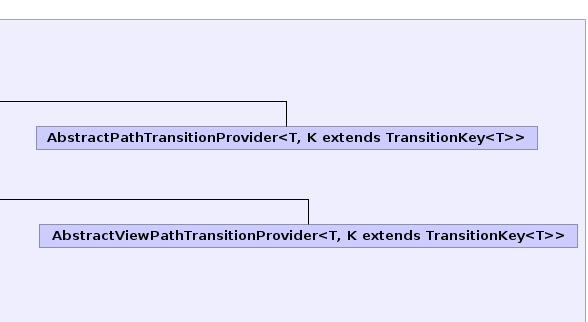 AbstractPathTransitionProvider<T, K extends TransitionKey<T>>
AbstractViewPathTransitionProvider<T, K extends TransitionKey<T>>